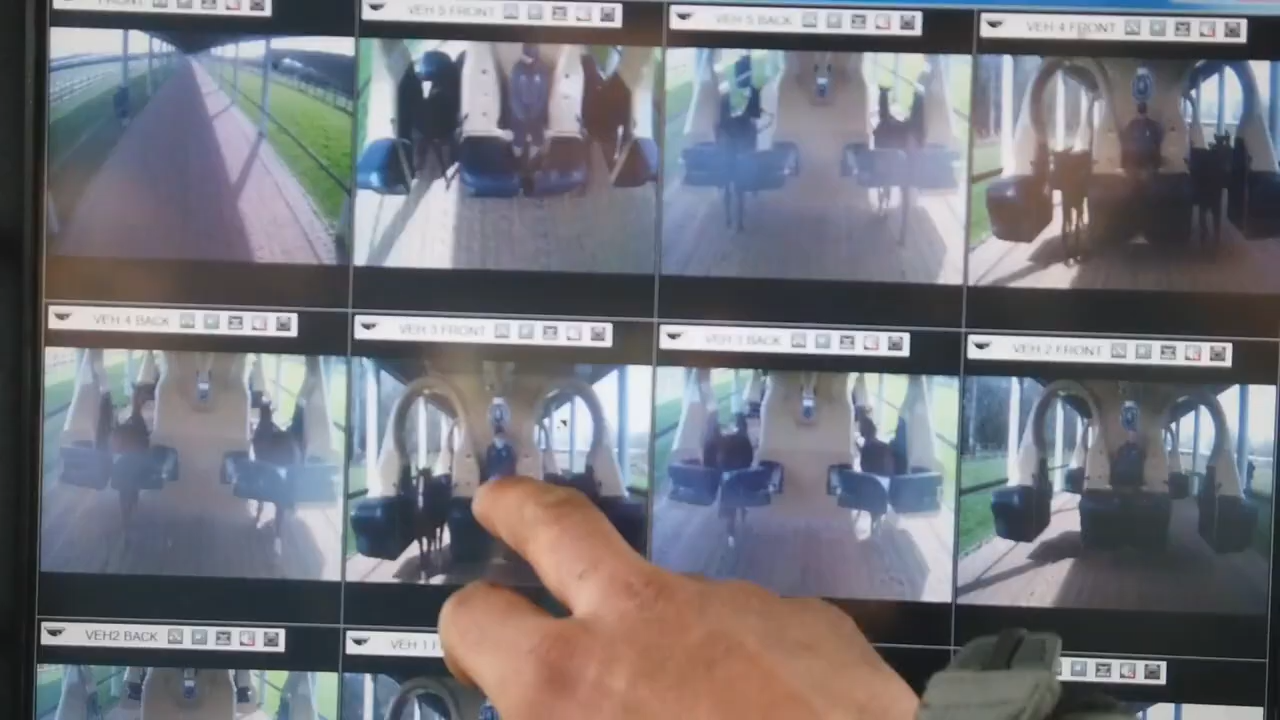 FRONT
VEH 5 FRONT
VEH 5 BACK
VEH 4 FRONT
VEH 4 BACK
VEH 3 FRONT
BACK
VEH 2 FRONT
VEH2 BACK
VEH 1